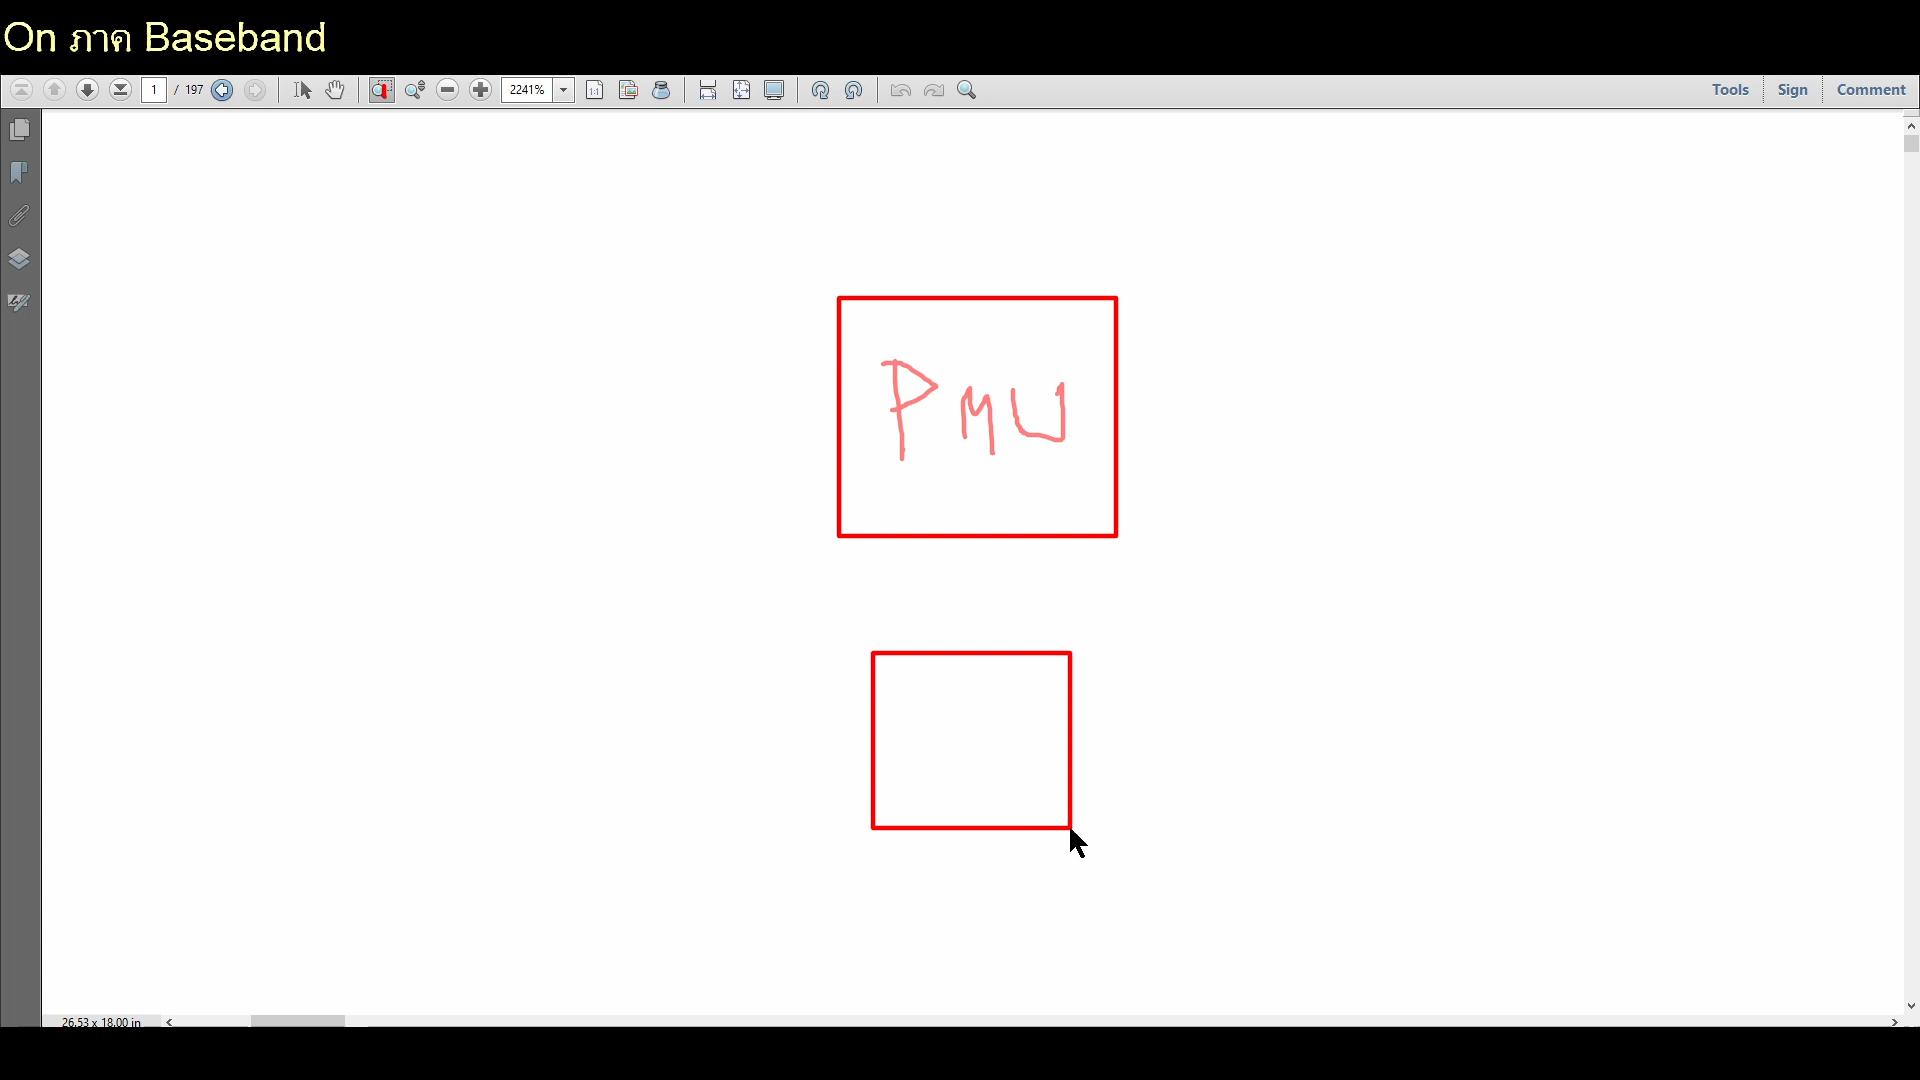 On ภาค Baseband
1 / 197 2241% Tools Sign Comment
PMU
26.53 x 18.00 in